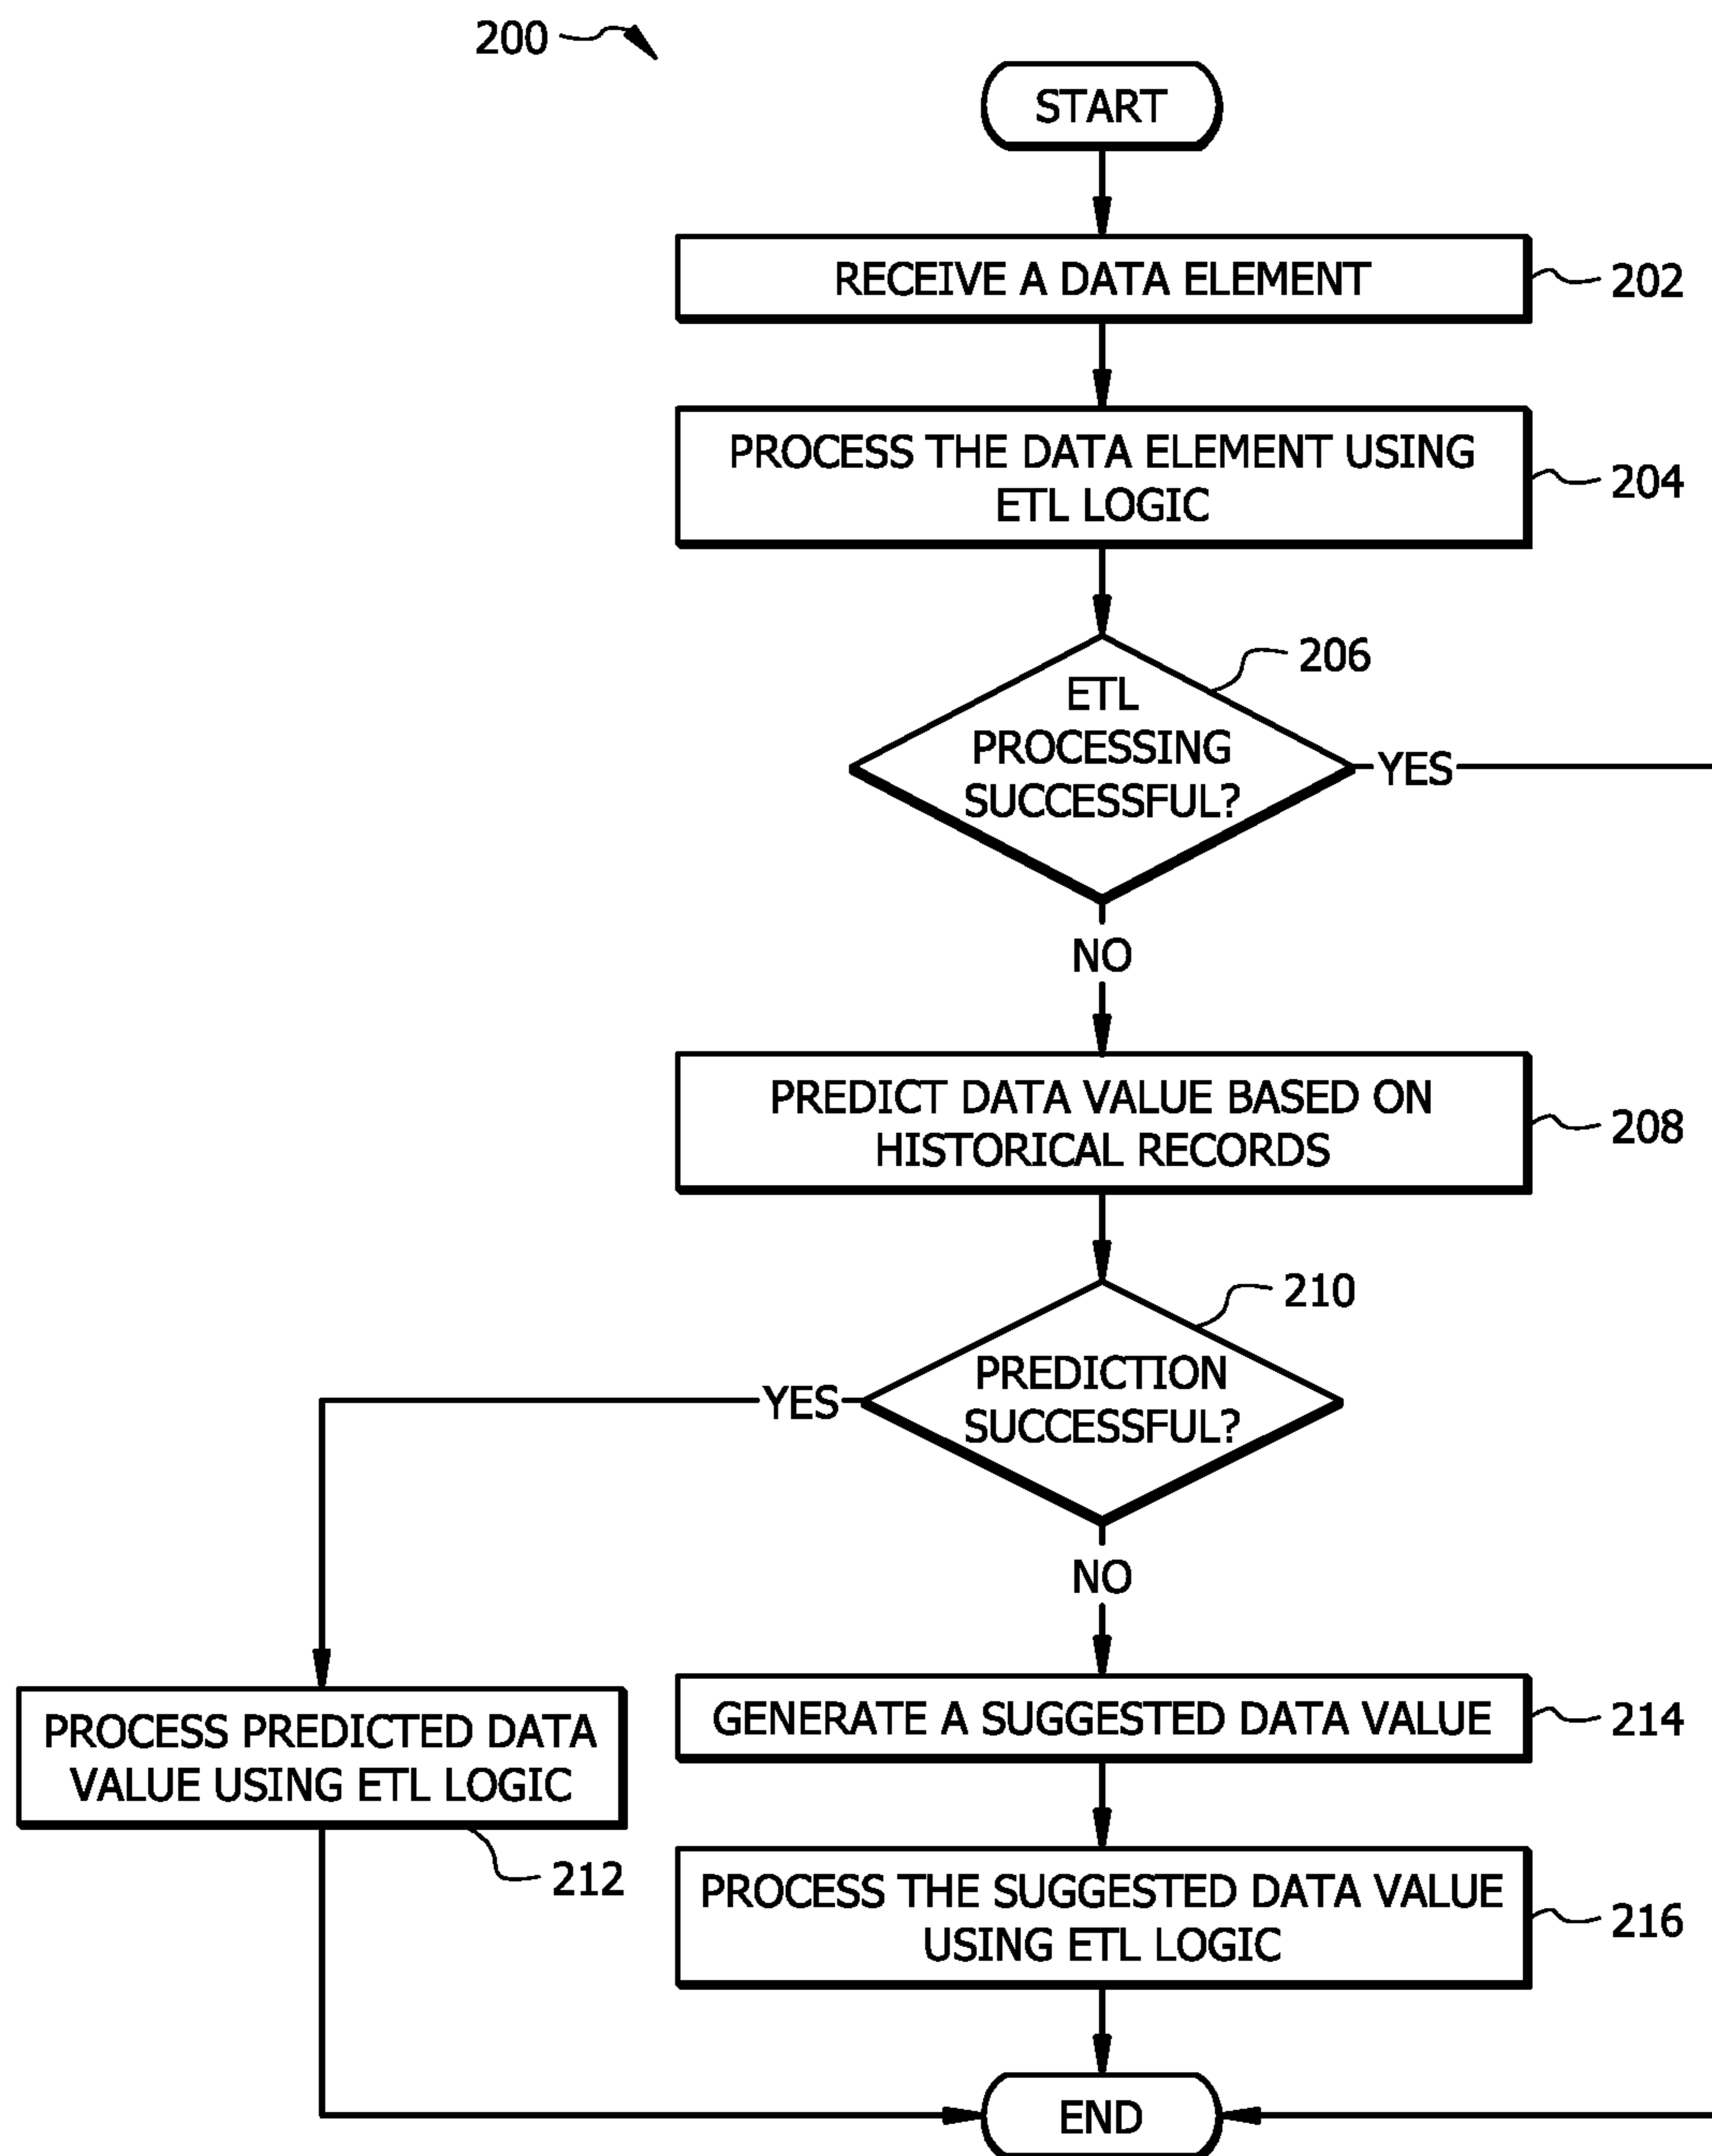 200
START
RECEIVE A DATA ELEMENT
202
PROCESS THE DATA ELEMENT USING
ETL LOGIC
204
206
ETL
PROCESSING
SUCCESSFUL?
YES
NO
PREDICT DATA VALUE BASED ON
HISTORICAL RECORDS
208
210
PREDICTION
SUCCESSFUL?
YES
NO
PROCESS PREDICTED DATA
VALUE USING ETL LOGIC
212
GENERATE A SUGGESTED DATA VALUE
214
PROCESS THE SUGGESTED DATA VALUE
USING ETL LOGIC
216
END